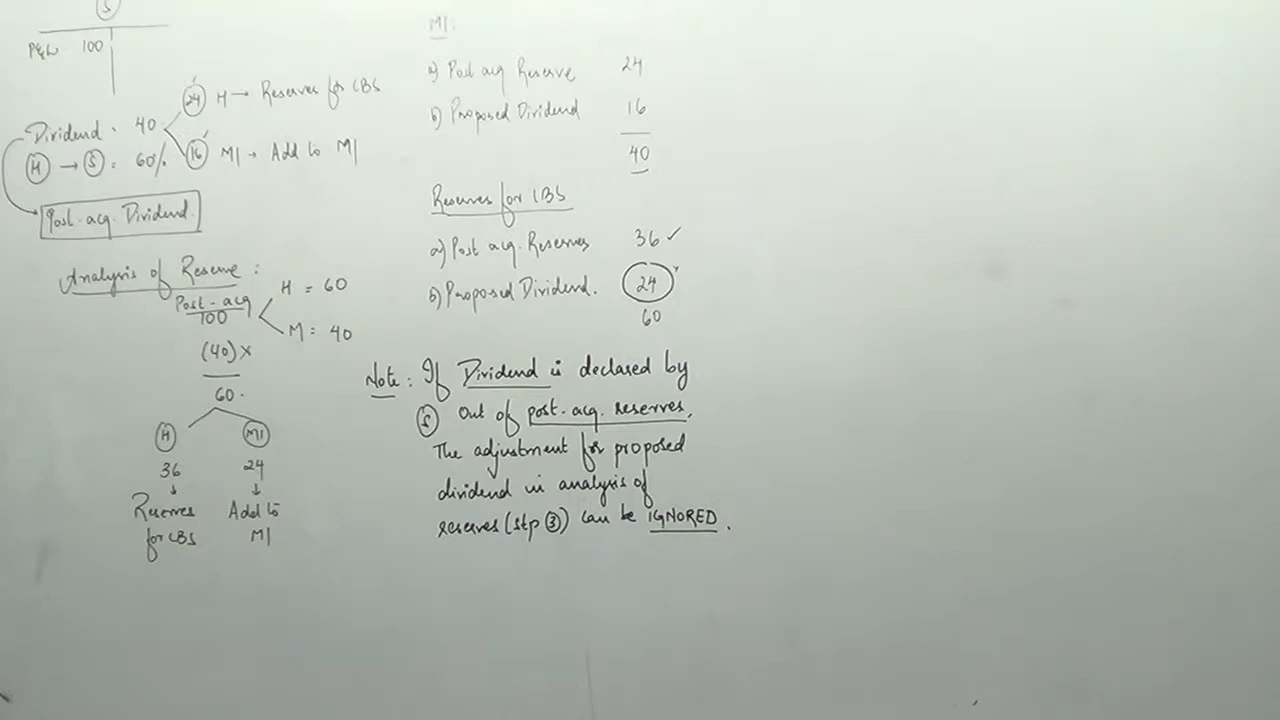 S
P&L 100
Dividend = 40
24 H → Reserves for CBS
16 MI → Add to MI
H → S = 60%
Post-acq. Dividend
Analysis of Reserve :
Post-acq
100
H = 60
M = 40
(40) x
60
H MI
36 24
↓ ↓
Reserves Add to
for CBS MI
MI:
a) Post acq Reserve 24
b) Proposed Dividend 16
40
Reserves for CBS
a) Post acq. Reserves 36 ✓
b) Proposed Dividend. 24
60
Note : If Dividend is declared by
S Out of post-acq. reserves,
The adjustment for proposed
dividend in analysis of
reserves (stp 3) can be IGNORED.